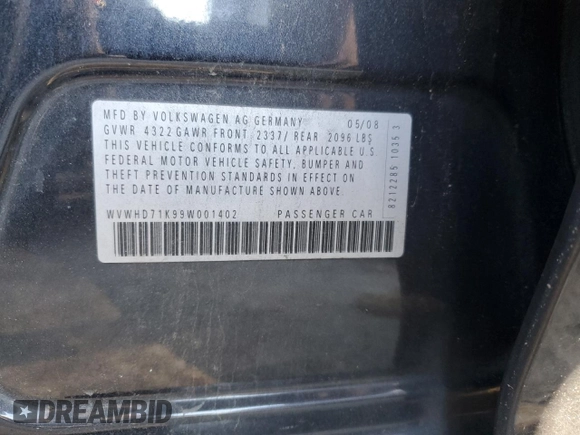 MFD BY VOLKSWAGEN AG GERMANY 05/08
GVWR 4322 GAWR FRONT 2337/ REAR 2096 LBS
THIS VEHICLE CONFORMS TO ALL APPLICABLE U.S
FEDERAL MOTOR VEHICLE SAFETY, BUMPER AND
THEFT PREVENTION STANDARDS IN EFFECT ON
THE DATE OF MANUFACTURE SHOWN ABOVE.
WVWHD71K99W001402 PASSENGER CAR
8212285 1035 3
DREAMBID